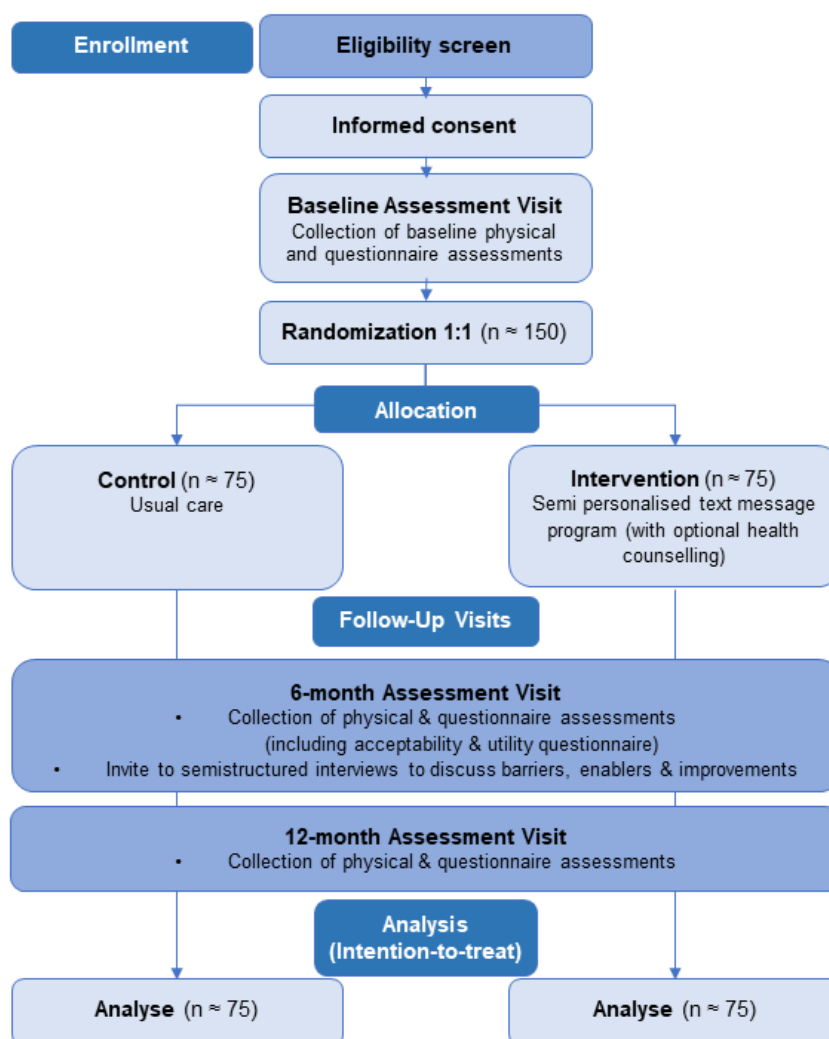 Enrollment
Eligibility screen
Informed consent
Baseline Assessment Visit
Collection of baseline physical
and questionnaire assessments
Randomization 1:1 (n ≈ 150)
Allocation
Control (n ≈ 75)
Usual care
Intervention (n ≈ 75)
Semi personalised text message
program (with optional health
counselling)
Follow-Up Visits
6-month Assessment Visit
• Collection of physical & questionnaire assessments
(including acceptability & utility questionnaire)
• Invite to semistructured interviews to discuss barriers, enablers & improvements
12-month Assessment Visit
• Collection of physical & questionnaire assessments
Analysis
(Intention-to-treat)
Analyse (n ≈ 75)
Analyse (n ≈ 75)